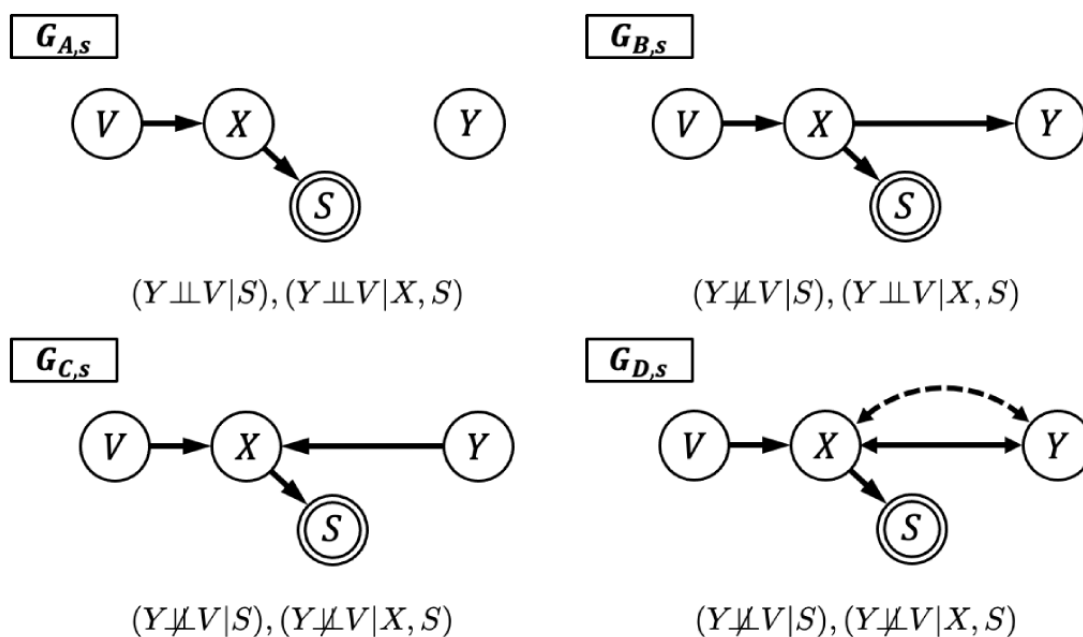 G_{A,s} G_{B,s}
V X Y V X Y
S S
(Y⫫V|S), (Y⫫V|X, S) (Y⫫̸V|S), (Y⫫V|X, S)
G_{C,s} G_{D,s}
V X Y V X Y
S S
(Y⫫̸V|S), (Y⫫̸V|X, S) (Y⫫̸V|S), (Y⫫̸V|X, S)